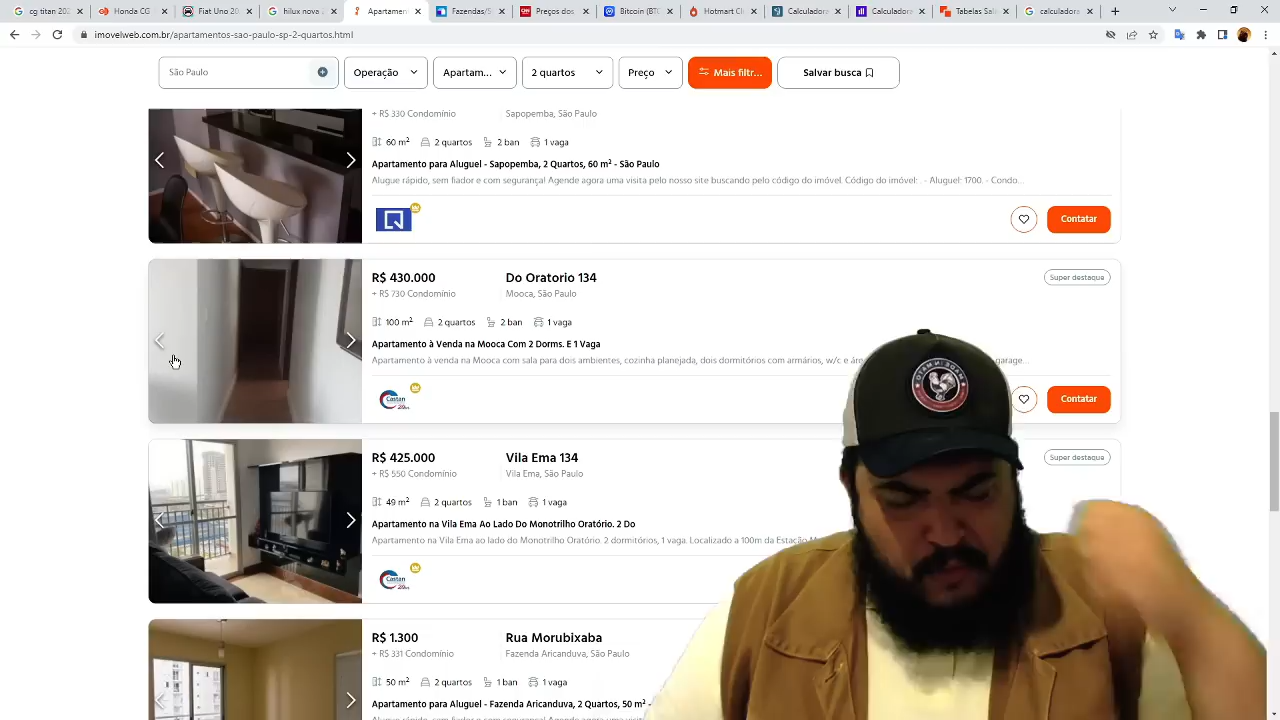 cg titan 202
Honda CG
Fiat Uno 20
hilux nova
Apartamen
Fazendas/S
Preços dos
Bitcoin (BTC
Hotmart Cl
Calculadora
Calculadora
Tabelas Sal
calculadora
imovelweb.com.br/apartamentos-sao-paulo-sp-2-quartos.html
São Paulo
Operação
Apartam...
2 quartos
Preço
Mais filtr...
Salvar busca
+ R$ 330 Condomínio
Sapopemba, São Paulo
60 m² 2 quartos 2 ban 1 vaga
Apartamento para Aluguel - Sapopemba, 2 Quartos, 60 m² - São Paulo
Alugue rápido, sem fiador e com segurança! Agende agora uma visita pelo nosso site buscando pelo código do imóvel. Código do imóvel: . - Aluguel: 1700. - Condo...
Contatar
R$ 430.000 Do Oratorio 134
Super destaque
+ R$ 730 Condomínio
Mooca, São Paulo
100 m² 2 quartos 2 ban 1 vaga
Apartamento à Venda na Mooca Com 2 Dorms. E 1 Vaga
Apartamento à venda na Mooca com sala para dois ambientes, cozinha planejada, dois dormitórios com armários, w/c e garage...
Castan
Contatar
R$ 425.000 Vila Ema 134
Super destaque
+ R$ 550 Condomínio
Vila Ema, São Paulo
49 m² 2 quartos 1 ban 1 vaga
Apartamento na Vila Ema Ao Lado Do Monotrilho Oratório. 2 Do
Apartamento na Vila Ema ao lado do Monotrilho Oratório. 2 dormitórios, 1 vaga. Localizado a 100m da Estação
Castan
R$ 1.300 Rua Morubixaba
+ R$ 331 Condomínio
Fazenda Aricanduva, São Paulo
50 m² 2 quartos 1 ban 1 vaga
Apartamento para Aluguel - Fazenda Aricanduva, 2 Quartos, 50 m² -